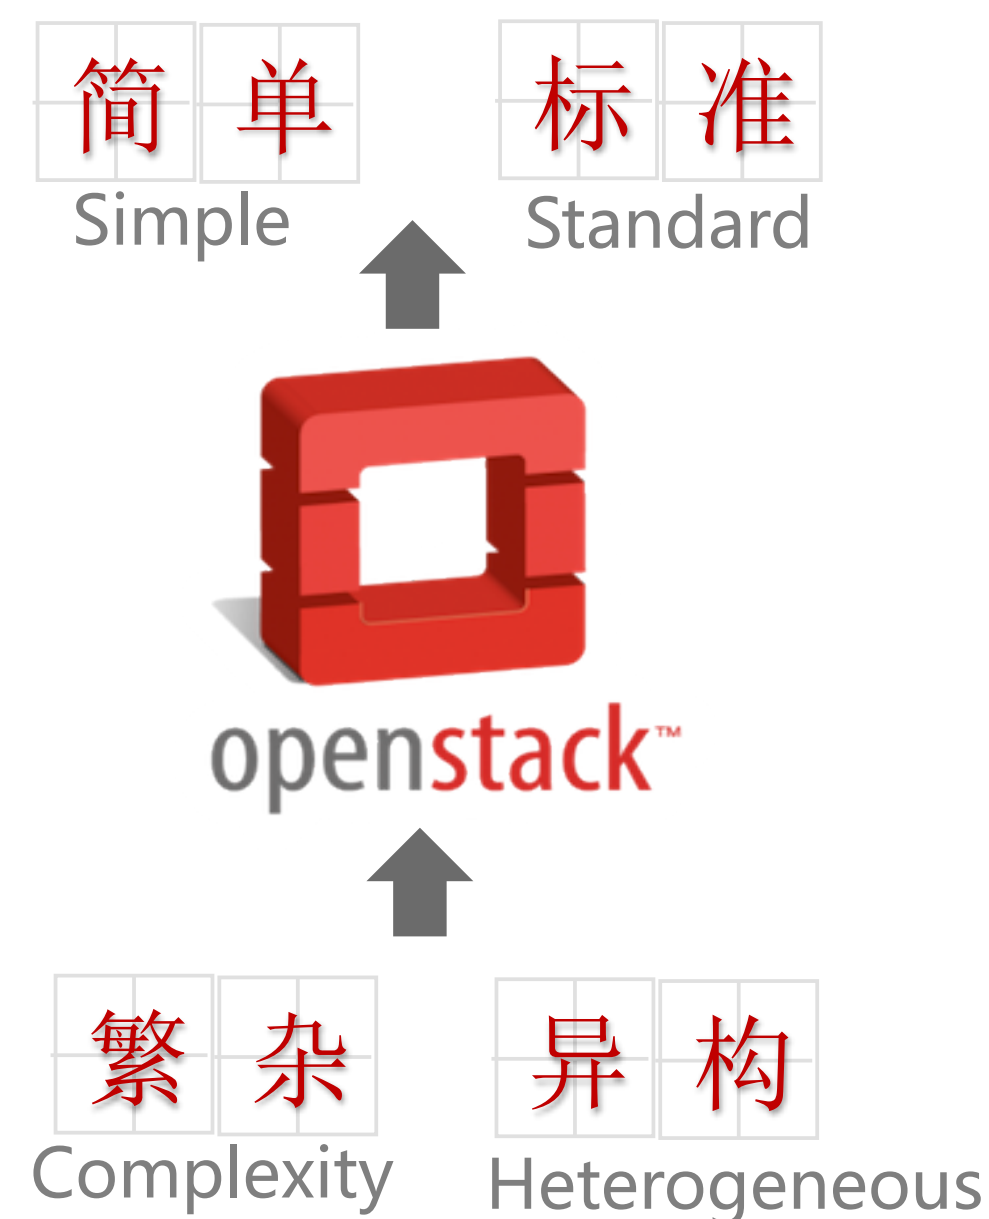 简单 标准
Simple Standard
openstack™
繁杂 异构
Complexity Heterogeneous